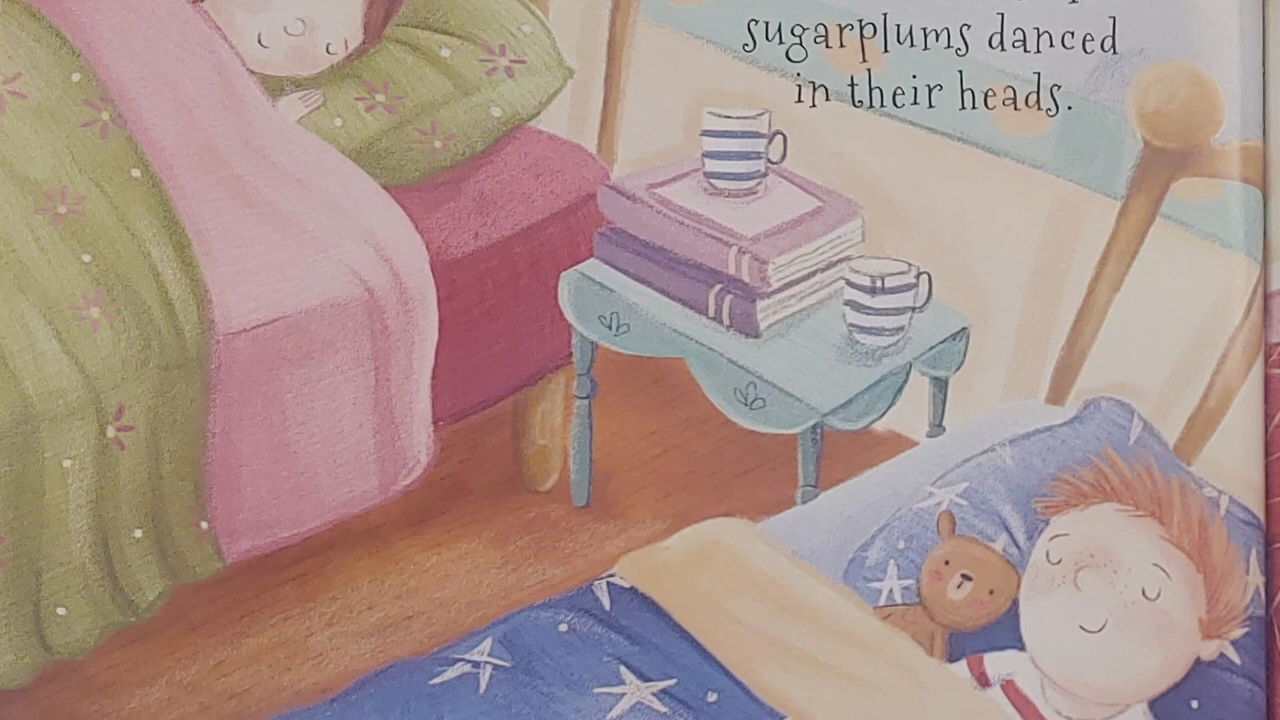 sugarplums danced
in their heads.